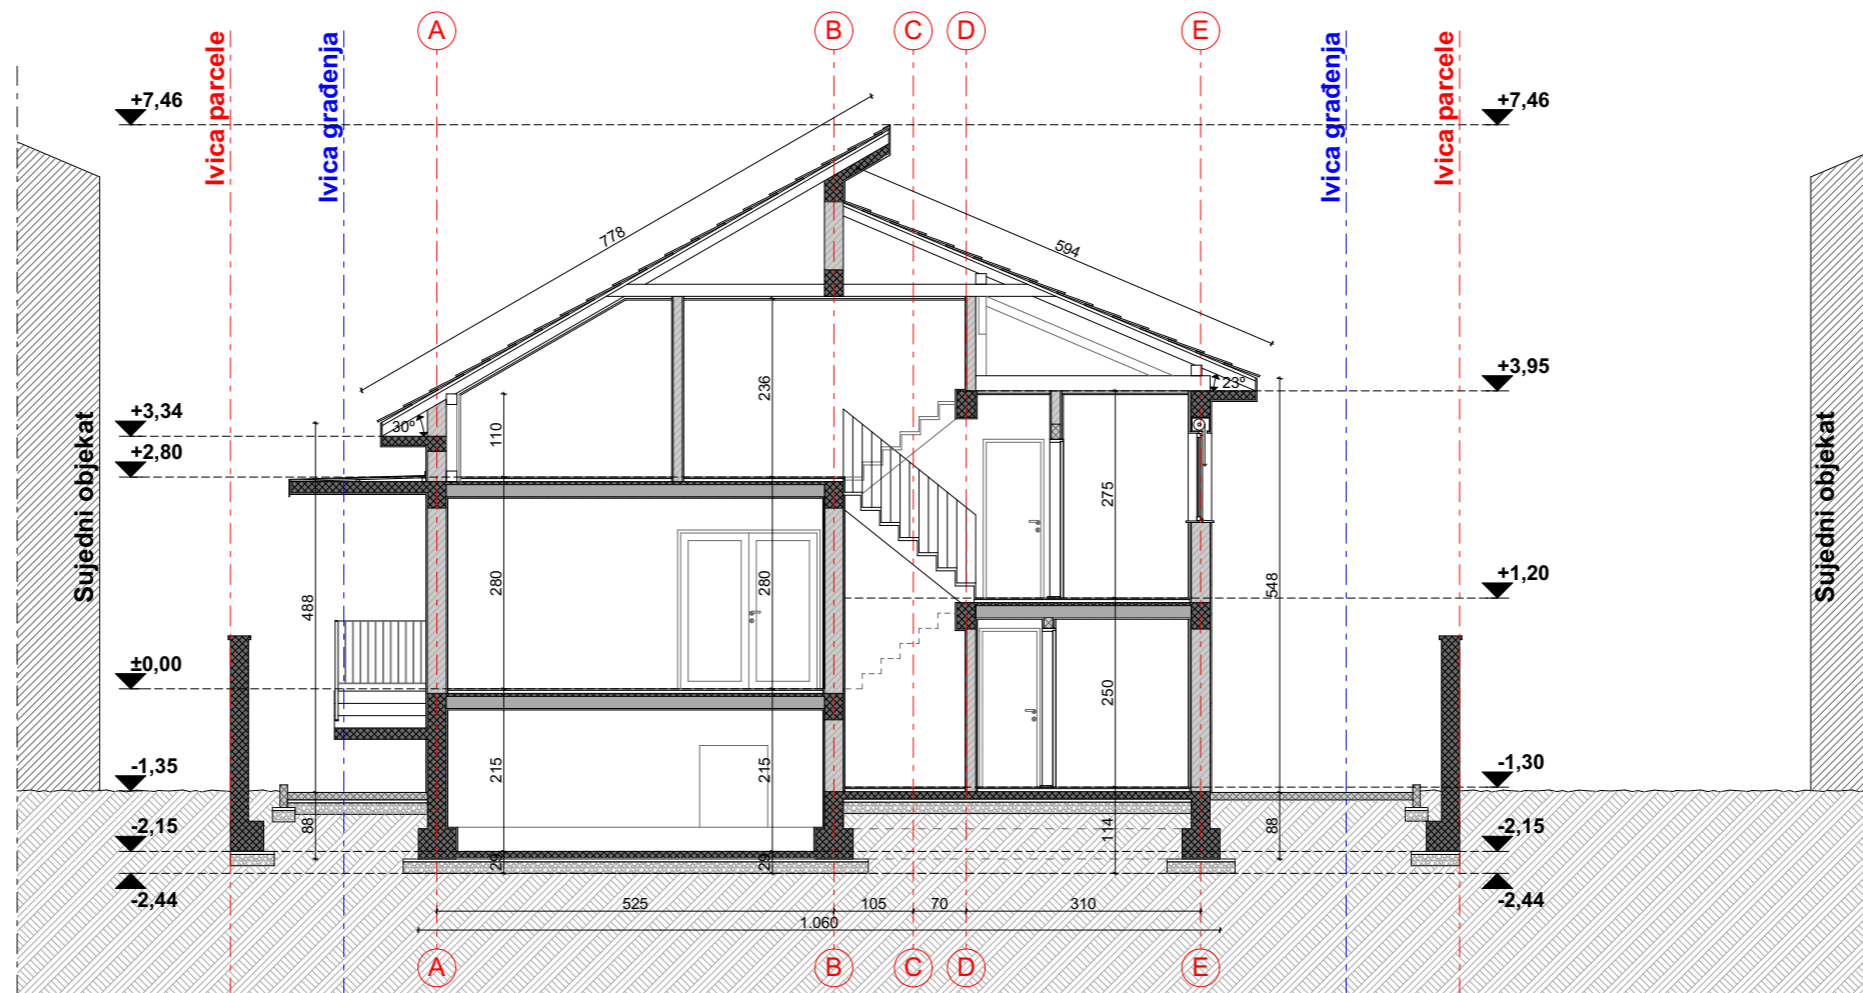 A
B
C
D
E
Ivica parcele
Ivica građenja
Ivica građenja
Ivica parcele
+7,46
+7,46
778
594
+3,95
23°
+3,34
30°
+2,80
236
110
275
Sujedni objekat
Sujedni objekat
488
280
280
548
+1,20
±0,00
250
-1,35
215
215
-1,30
88
-2,15
29
29
114
88
-2,15
-2,44
-2,44
525
105
70
310
1.060
A
B
C
D
E